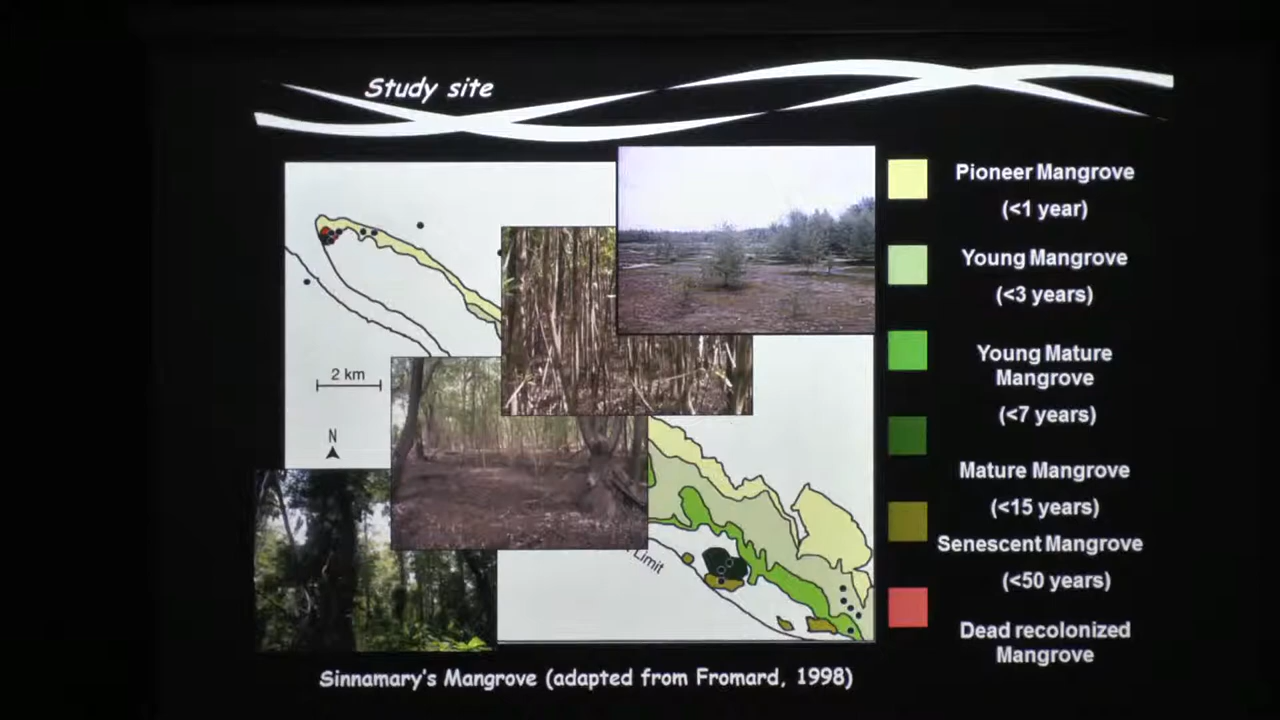 Study site
Pioneer Mangrove
(<1 year)
Young Mangrove
(<3 years)
Young Mature
Mangrove
(<7 years)
Mature Mangrove
(<15 years)
Senescent Mangrove
(<50 years)
Dead recolonized
Mangrove
2 km
N
Limit
Sinnamary's Mangrove (adapted from Fromard, 1998)